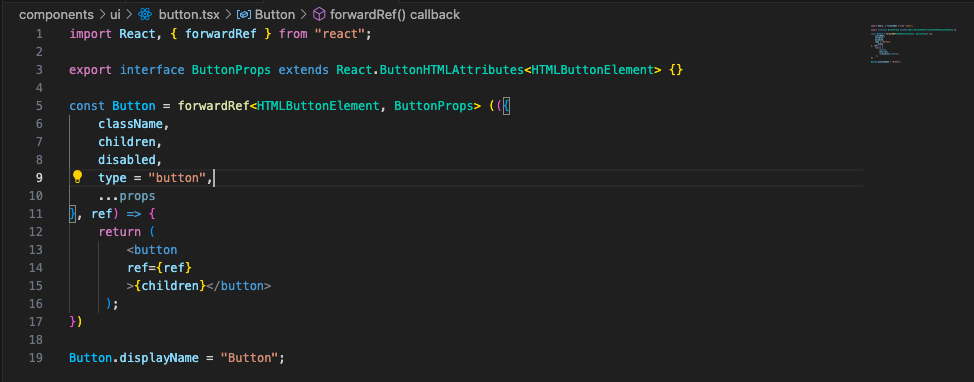 components > ui > button.tsx > Button > forwardRef() callback
1 import React, { forwardRef } from "react";
2
3 export interface ButtonProps extends React.ButtonHTMLAttributes<HTMLButtonElement> {}
4
5 const Button = forwardRef<HTMLButtonElement, ButtonProps> (({
6     className,
7     children,
8     disabled,
9     type = "button",
10     ...props
11 }, ref) => {
12     return (
13         <button
14         ref={ref}
15         >{children}</button>
16      );
17 })
18
19 Button.displayName = "Button";